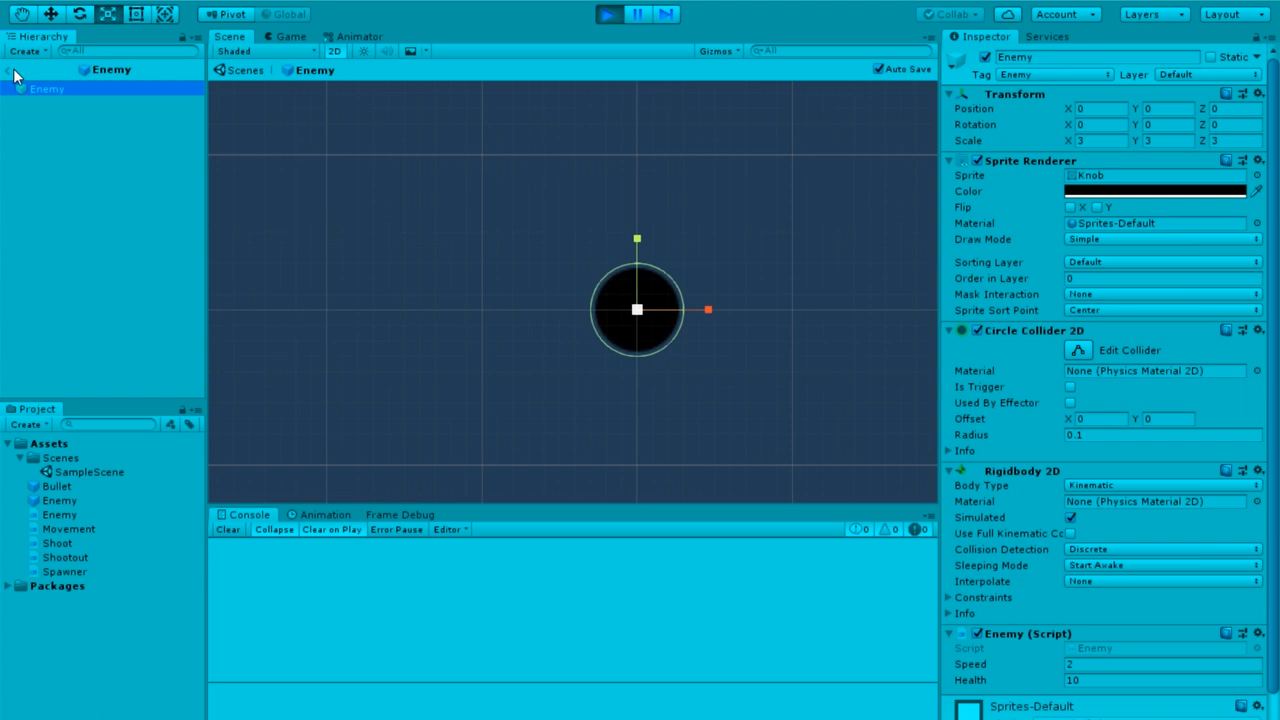 Pivot Global Collab Account Layers Layout
Hierarchy
Create All
Enemy
Enemy
Scene Game Animator
Shaded 2D Gizmos All
Scenes Enemy Auto Save
Project
Create
Assets
Scenes
SampleScene
Bullet
Enemy
Enemy
Movement
Shoot
Shootout
Spawner
Packages
Console Animation Frame Debug
Clear Collapse Clear on Play Error Pause Editor 0 0 0
Inspector Services
Enemy Static
Tag Enemy Layer Default
Transform
Position X 0 Y 0 Z 0
Rotation X 0 Y 0 Z 0
Scale X 3 Y 3 Z 3
Sprite Renderer
Sprite Knob
Color
Flip X Y
Material Sprites-Default
Draw Mode Simple
Sorting Layer Default
Order in Layer 0
Mask Interaction None
Sprite Sort Point Center
Circle Collider 2D
Edit Collider
Material None (Physics Material 2D)
Is Trigger
Used By Effector
Offset X 0 Y 0
Radius 0.1
Info
Rigidbody 2D
Body Type Kinematic
Material None (Physics Material 2D)
Simulated
Use Full Kinematic Co
Collision Detection Discrete
Sleeping Mode Start Awake
Interpolate None
Constraints
Info
Enemy (Script)
Script Enemy
Speed 2
Health 10
Sprites-Default